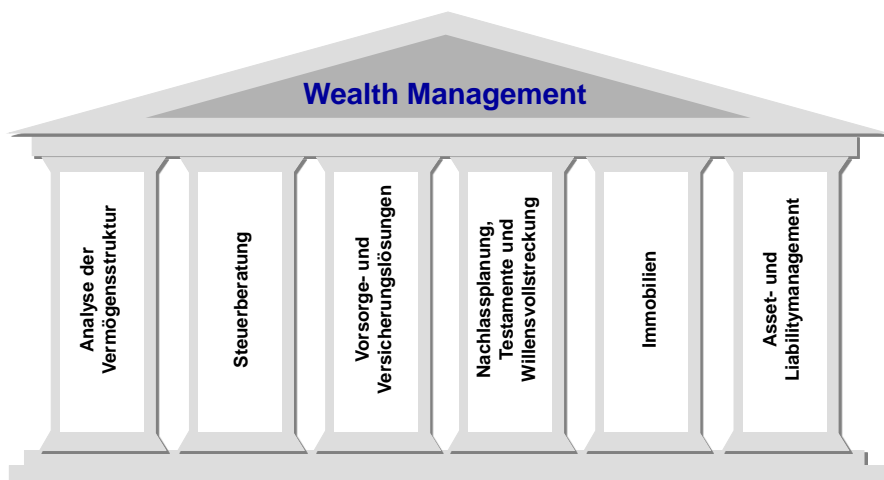 Wealth Management
Analyse der
Vermögensstruktur
Steuerberatung
Vorsorge- und
Versicherungslösungen
Nachlassplanung,
Testamente und
Willensvollstreckung
Immobilien
Asset- und
Liabilitymanagement